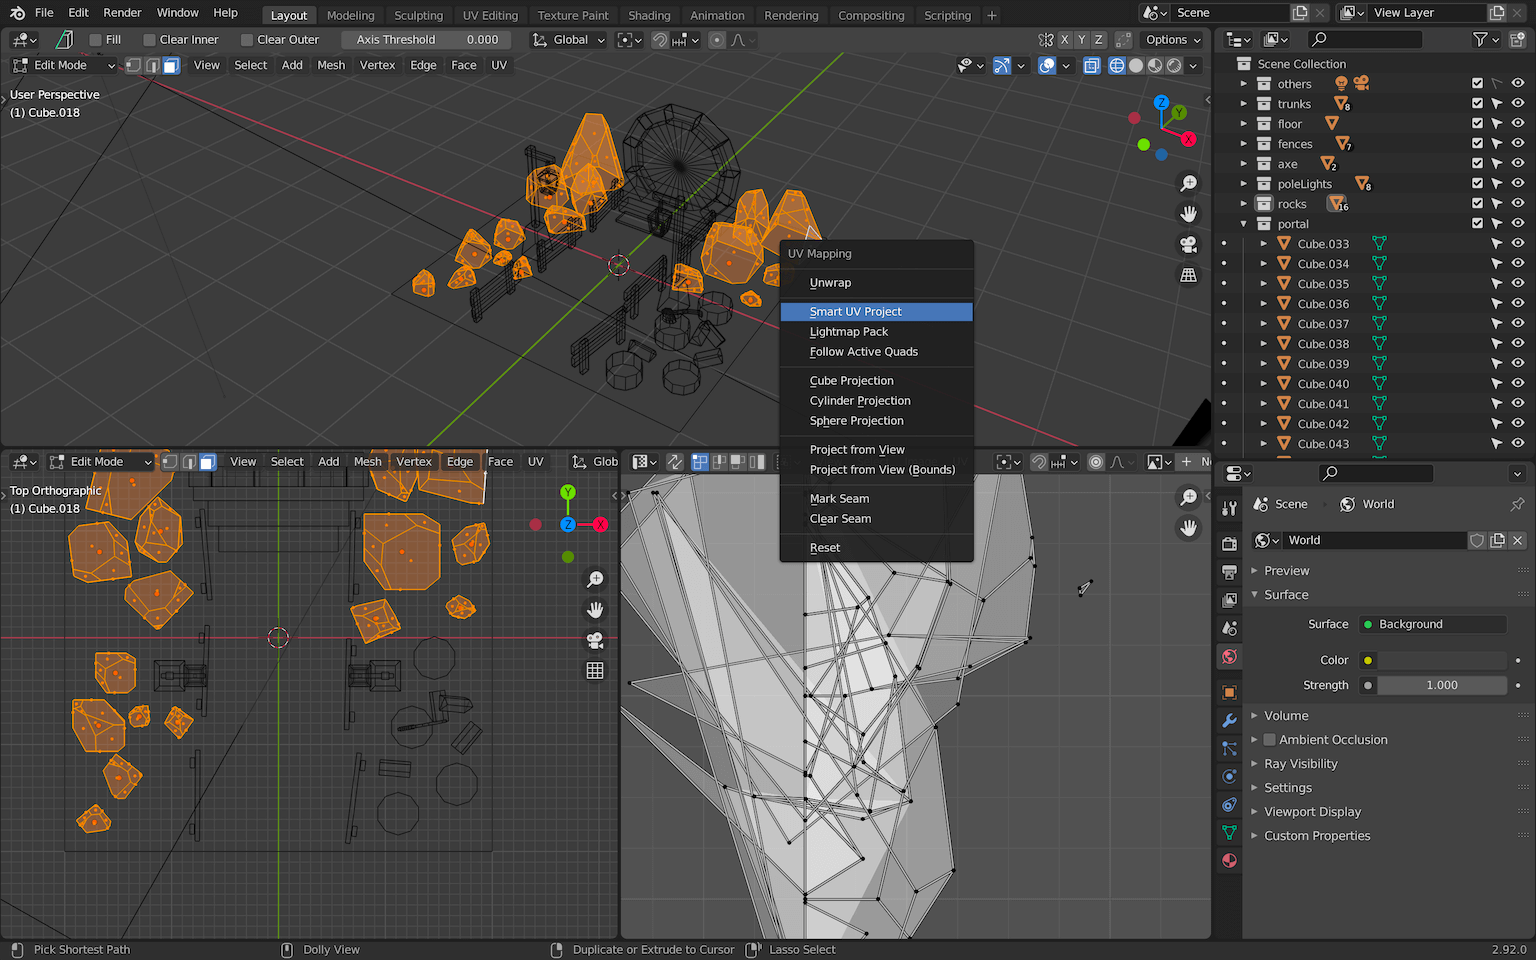 File Edit Render Window Help Layout Modeling Sculpting UV Editing Texture Paint Shading Animation Rendering Compositing Scripting + Scene View Layer
Fill Clear Inner Clear Outer Axis Threshold 0.000 Global X Y Z Options
Edit Mode View Select Add Mesh Vertex Edge Face UV
User Perspective
(1) Cube.018
Z
Y
X
UV Mapping
Unwrap
Smart UV Project
Lightmap Pack
Follow Active Quads
Cube Projection
Cylinder Projection
Sphere Projection
Project from View
Project from View (Bounds)
Mark Seam
Clear Seam
Reset
Scene Collection
others
trunks 8
floor
fences 7
axe 2
poleLights 8
rocks 16
portal
Cube.033
Cube.034
Cube.035
Cube.036
Cube.037
Cube.038
Cube.039
Cube.040
Cube.041
Cube.042
Cube.043
Edit Mode View Select Add Mesh Vertex Edge Face UV Glob
Top Orthographic
(1) Cube.018
Y
Z
X
Scene World
World
Preview
Surface
Surface Background
Color
Strength 1.000
Volume
Ambient Occlusion
Ray Visibility
Settings
Viewport Display
Custom Properties
Pick Shortest Path Dolly View Duplicate or Extrude to Cursor Lasso Select 2.92.0